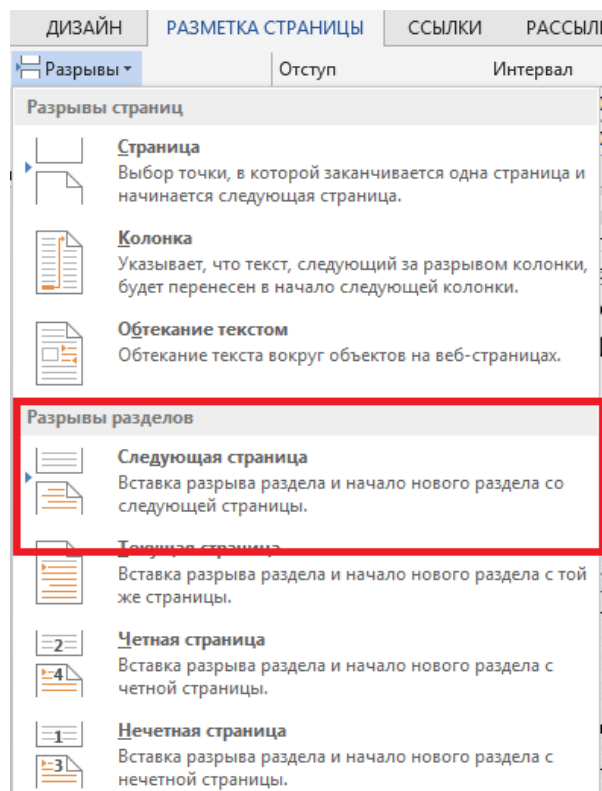 ДИЗАЙН РАЗМЕТКА СТРАНИЦЫ ССЫЛКИ
Разрывы Отступ Интервал
Разрывы страниц
Страница
Выбор точки, в которой заканчивается одна страница и
начинается следующая страница.
Колонка
Указывает, что текст, следующий за разрывом колонки,
будет перенесен в начало следующей колонки.
Обтекание текстом
Обтекание текста вокруг объектов на веб-страницах.
Разрывы разделов
Следующая страница
Вставка разрыва раздела и начало нового раздела со
следующей страницы.
Текущая страница
Вставка разрыва раздела и начало нового раздела с той
же страницы.
2
Четная страница
Вставка разрыва раздела и начало нового раздела с
4
четной страницы.
1
Нечетная страница
Вставка разрыва раздела и начало нового раздела с
3
нечетной страницы.